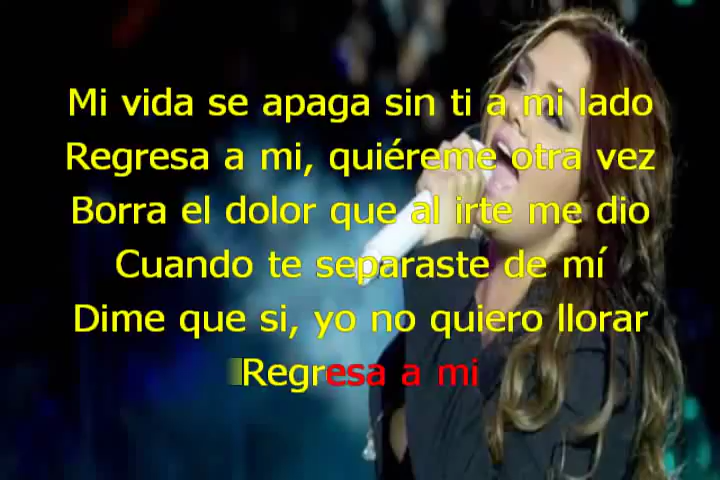 Mi vida se apaga sin ti a mi lado
Regresa a mi, quiéreme otra vez
Borra el dolor que al irte me dio
Cuando te separaste de mí
Dime que si, yo no quiero llorar
Regresa a mi